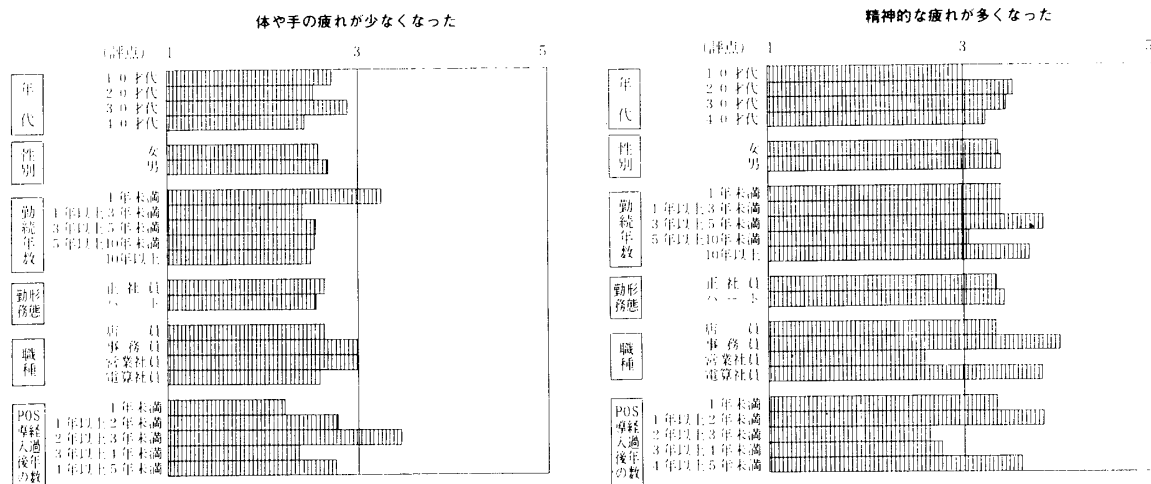 体や手の疲れが少なくなった
(評点) 1 3 5
年代
10才代
20才代
30才代
40才代
性別
女
男
勤続年数
1年未満
1年以上3年未満
3年以上5年未満
5年以上10年未満
10年以上
勤務形態
正社員
パート
職種
店員
事務員
営業社員
電算社員
POS導入後の経過年数
1年未満
1年以上2年未満
2年以上3年未満
3年以上4年未満
4年以上5年未満
精神的な疲れが多くなった
(評点) 1 3 5
年代
10才代
20才代
30才代
40才代
性別
女
男
勤続年数
1年未満
1年以上3年未満
3年以上5年未満
5年以上10年未満
10年以上
勤務形態
正社員
パート
職種
店員
事務員
営業社員
電算社員
POS導入後の経過年数
1年未満
1年以上2年未満
2年以上3年未満
3年以上4年未満
4年以上5年未満